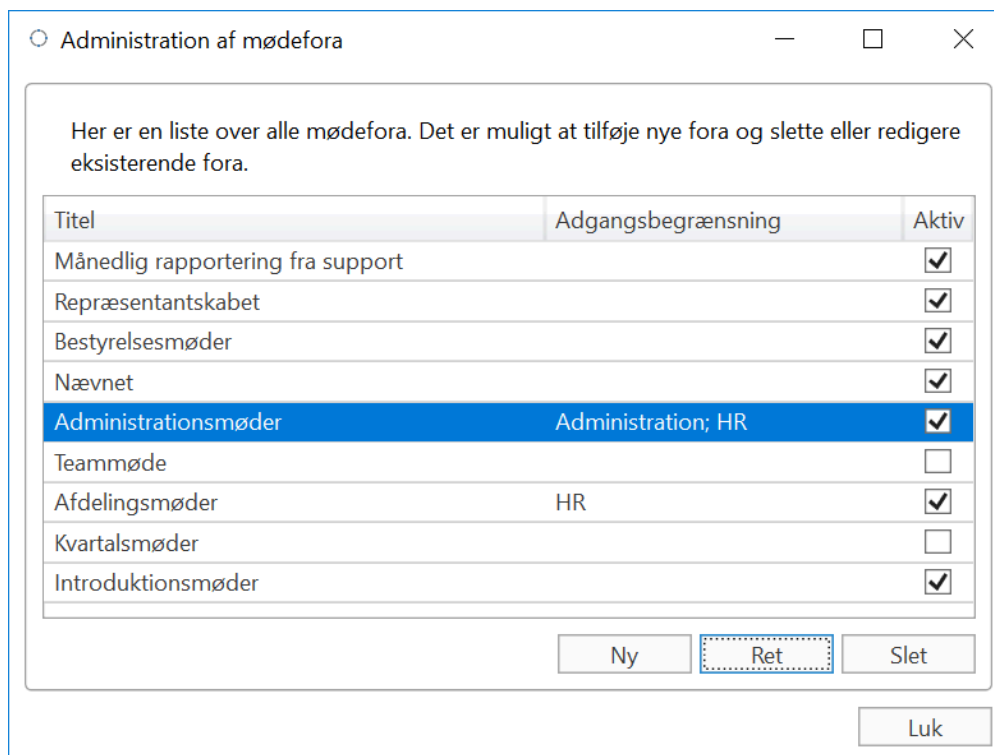 Administration af mødefora
Her er en liste over alle mødefora. Det er muligt at tilføje nye fora og slette eller redigere
eksisterende fora.
Titel Adgangsbegrænsning Aktiv
Månedlig rapportering fra support
Repræsentantskabet
Bestyrelsesmøder
Nævnet
Administrationsmøder Administration; HR
Teammøde
Afdelingsmøder HR
Kvartalsmøder
Introduktionsmøder
Ny Ret Slet
Luk